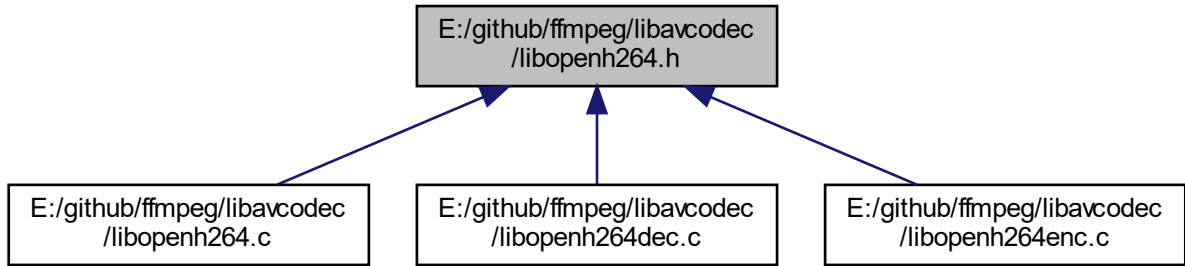 E:/github/ffmpeg/libavcodec
/libopenh264.h
E:/github/ffmpeg/libavcodec
/libopenh264.c
E:/github/ffmpeg/libavcodec
/libopenh264dec.c
E:/github/ffmpeg/libavcodec
/libopenh264enc.c